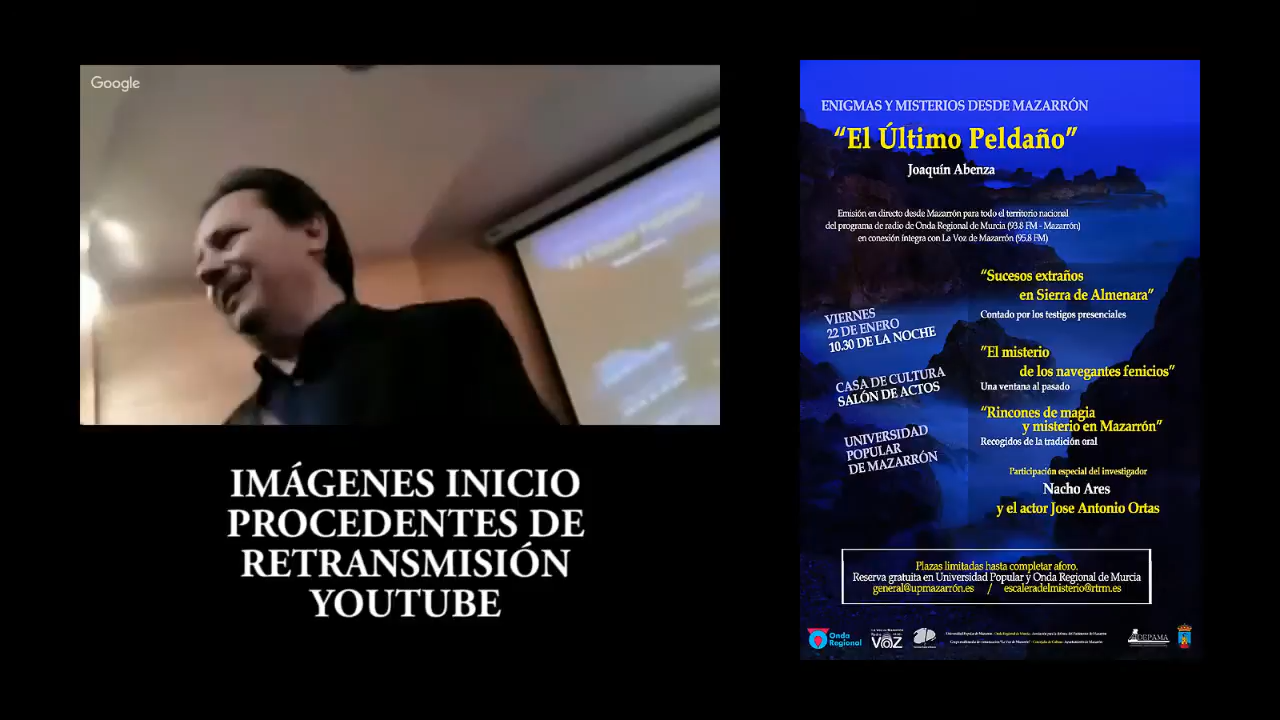 Google
IMÁGENES INICIO
PROCEDENTES DE
RETRANSMISIÓN
YOUTUBE
ENIGMAS Y MISTERIOS DESDE MAZARRÓN
“El Último Peldaño”
Joaquín Abenza
Emisión en directo desde Mazarrón para todo el territorio nacional
del programa de radio de Onda Regional de Murcia (93.8 FM - Mazarrón)
en conexión íntegra con La Voz de Mazarrón (95.8 FM)
“Sucesos extraños
en Sierra de Almenara”
Contado por los testigos presenciales
VIERNES
22 DE ENERO
10.30 DE LA NOCHE
“El misterio
de los navegantes fenicios”
Una ventana al pasado
CASA DE CULTURA
SALÓN DE ACTOS
“Rincones de magia
y misterio en Mazarrón”
Recogidos de la tradición oral
UNIVERSIDAD
POPULAR
DE MAZARRÓN
Participación especial del investigador
Nacho Ares
y el actor Jose Antonio Ortas
Plazas limitadas hasta completar aforo.
Reserva gratuita en Universidad Popular y Onda Regional de Murcia
general@upmazarrón.es / escaleradelmisterio@rtrm.es
Onda
Regional
VOZ